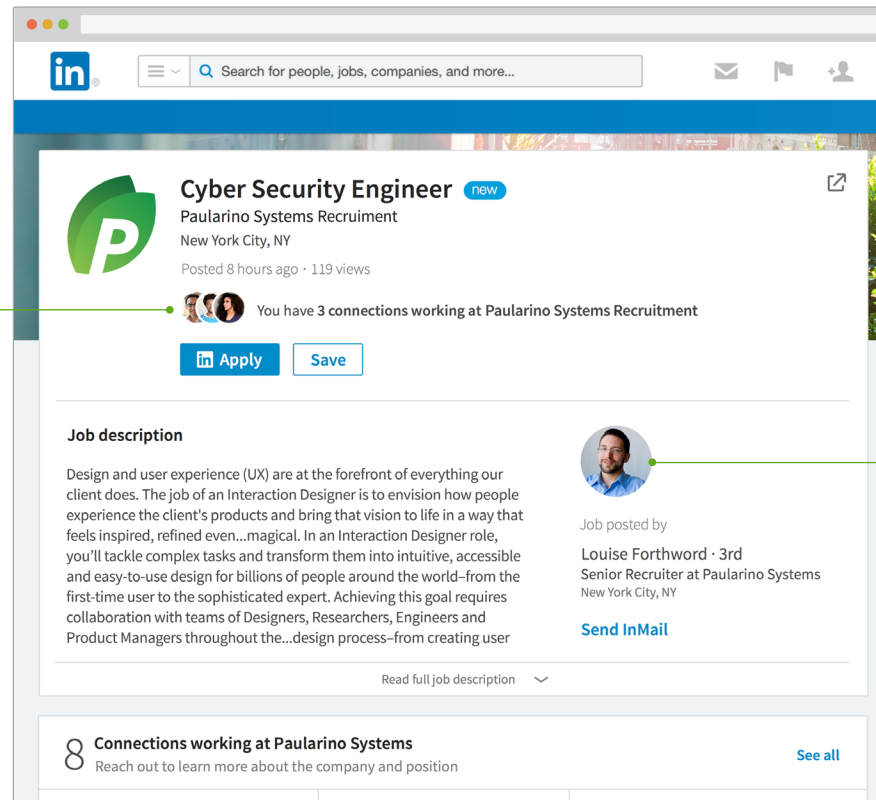 in
Search for people, jobs, companies, and more...
P
Cyber Security Engineer new
Paularino Systems Recruiment
New York City, NY
Posted 8 hours ago · 119 views
You have 3 connections working at Paularino Systems Recruitment
in Apply Save
Job description
Design and user experience (UX) are at the forefront of everything our
client does. The job of an Interaction Designer is to envision how people
experience the client's products and bring that vision to life in a way that
feels inspired, refined even...magical. In an Interaction Designer role,
you’ll tackle complex tasks and transform them into intuitive, accessible
and easy-to-use design for billions of people around the world–from the
first-time user to the sophisticated expert. Achieving this goal requires
collaboration with teams of Designers, Researchers, Engineers and
Product Managers throughout the...design process–from creating user
Job posted by
Louise Forthword · 3rd
Senior Recruiter at Paularino Systems
New York City, NY
Send InMail
Read full job description
8 Connections working at Paularino Systems
Reach out to learn more about the company and position
See all